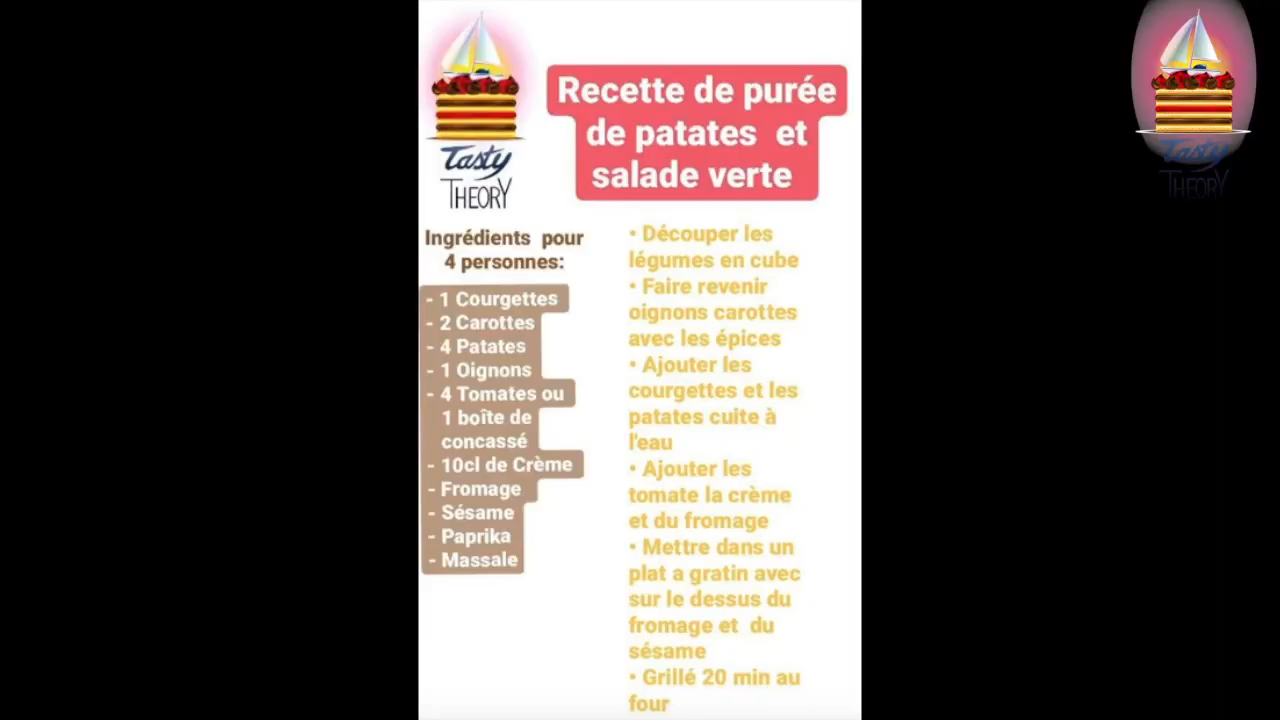 Tasty
THEORY
Recette de purée
de patates et
salade verte
Ingrédients pour
4 personnes:
- 1 Courgettes
- 2 Carottes
- 4 Patates
- 1 Oignons
- 4 Tomates ou
1 boîte de
concassé
- 10cl de Crème
- Fromage
- Sésame
- Paprika
- Massale
• Découper les
légumes en cube
• Faire revenir
oignons carottes
avec les épices
• Ajouter les
courgettes et les
patates cuite à
l'eau
• Ajouter les
tomate la crème
et du fromage
• Mettre dans un
plat a gratin avec
sur le dessus du
fromage et du
sésame
• Grillé 20 min au
four
Tasty
THEORY